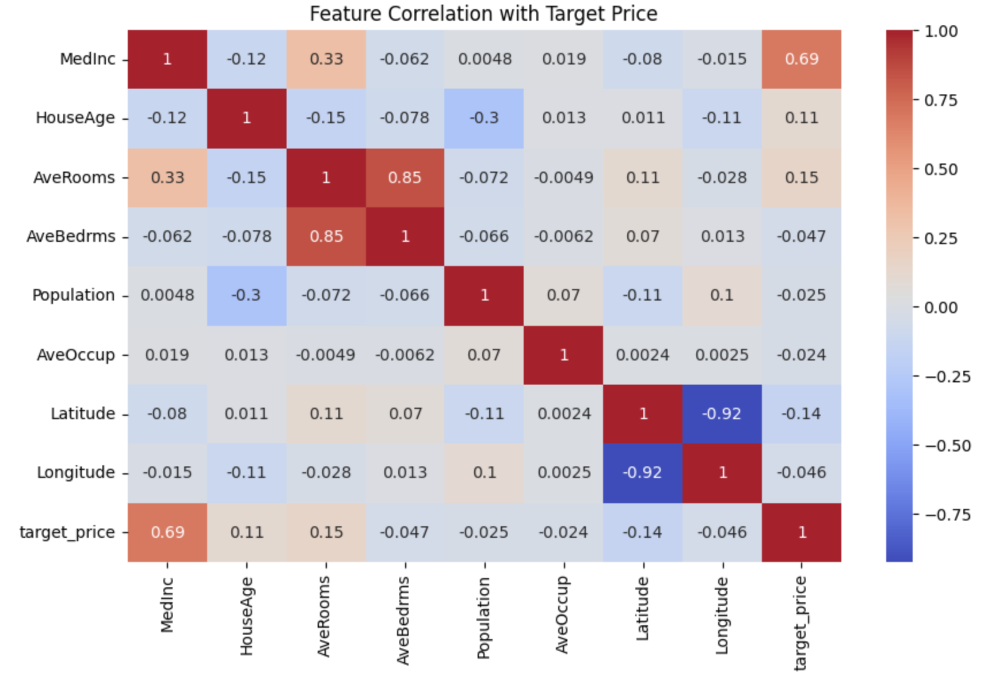 Feature Correlation with Target Price
MedInc 1 -0.12 0.33 -0.062 0.0048 0.019 -0.08 -0.015 0.69
HouseAge -0.12 1 -0.15 -0.078 -0.3 0.013 0.011 -0.11 0.11
AveRooms 0.33 -0.15 1 0.85 -0.072 -0.0049 0.11 -0.028 0.15
AveBedrms -0.062 -0.078 0.85 1 -0.066 -0.0062 0.07 0.013 -0.047
Population 0.0048 -0.3 -0.072 -0.066 1 0.07 -0.11 0.1 -0.025
AveOccup 0.019 0.013 -0.0049 -0.0062 0.07 1 0.0024 0.0025 -0.024
Latitude -0.08 0.011 0.11 0.07 -0.11 0.0024 1 -0.92 -0.14
Longitude -0.015 -0.11 -0.028 0.013 0.1 0.0025 -0.92 1 -0.046
target_price 0.69 0.11 0.15 -0.047 -0.025 -0.024 -0.14 -0.046 1
MedInc
HouseAge
AveRooms
AveBedrms
Population
AveOccup
Latitude
Longitude
target_price
1.00
0.75
0.50
0.25
0.00
−0.25
−0.50
−0.75